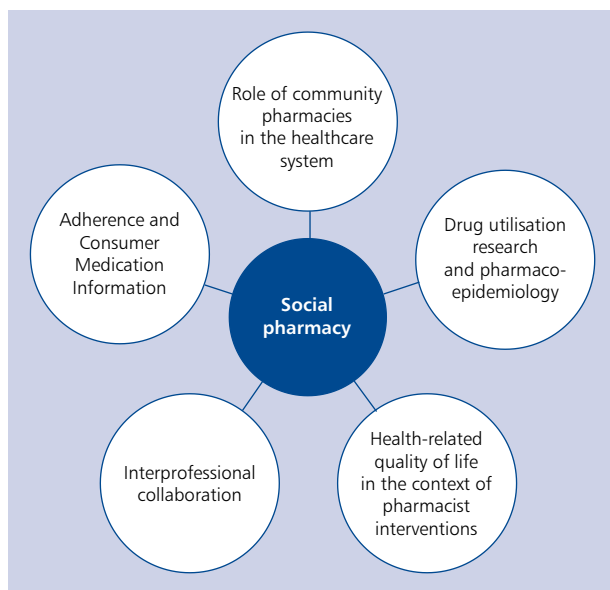 Role of community
pharmacies
in the healthcare
system
Adherence and
Consumer
Medication
Information
Drug utilisation
research
and pharmaco-
epidemiology
Social
pharmacy
Interprofessional
collaboration
Health-related
quality of life
in the context of
pharmacist
interventions